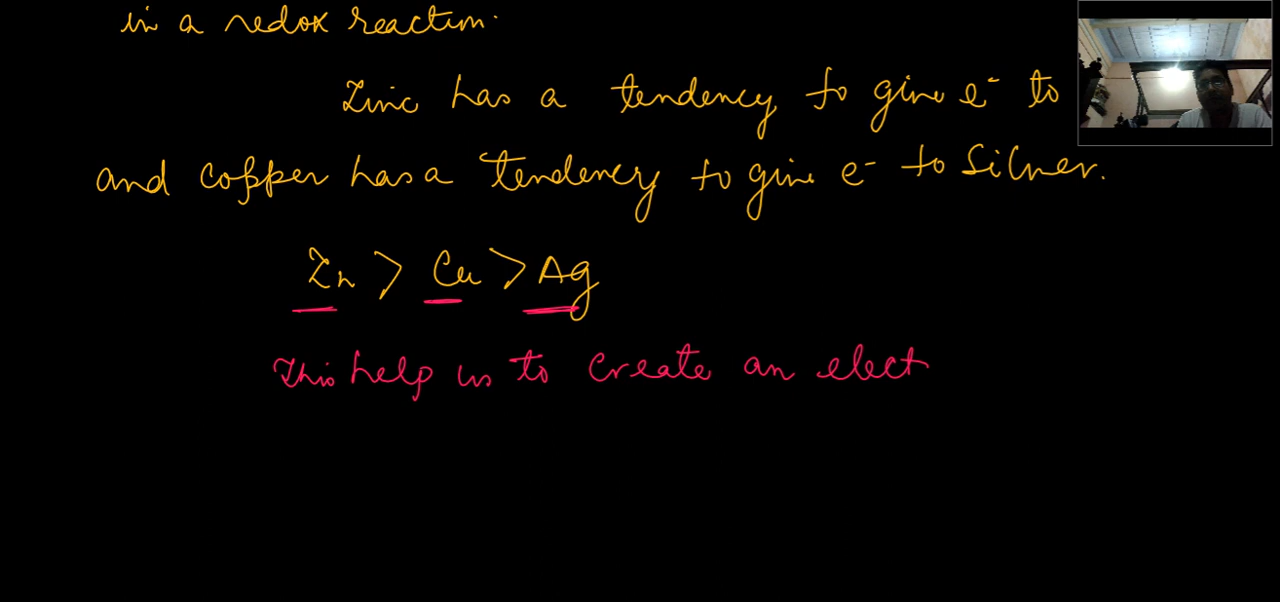 in a redox reaction.
Zinc has a tendency to give e⁻ to
and copper has a tendency to give e⁻ to Silver.
Zn > Cu > Ag
This help us to create an elect